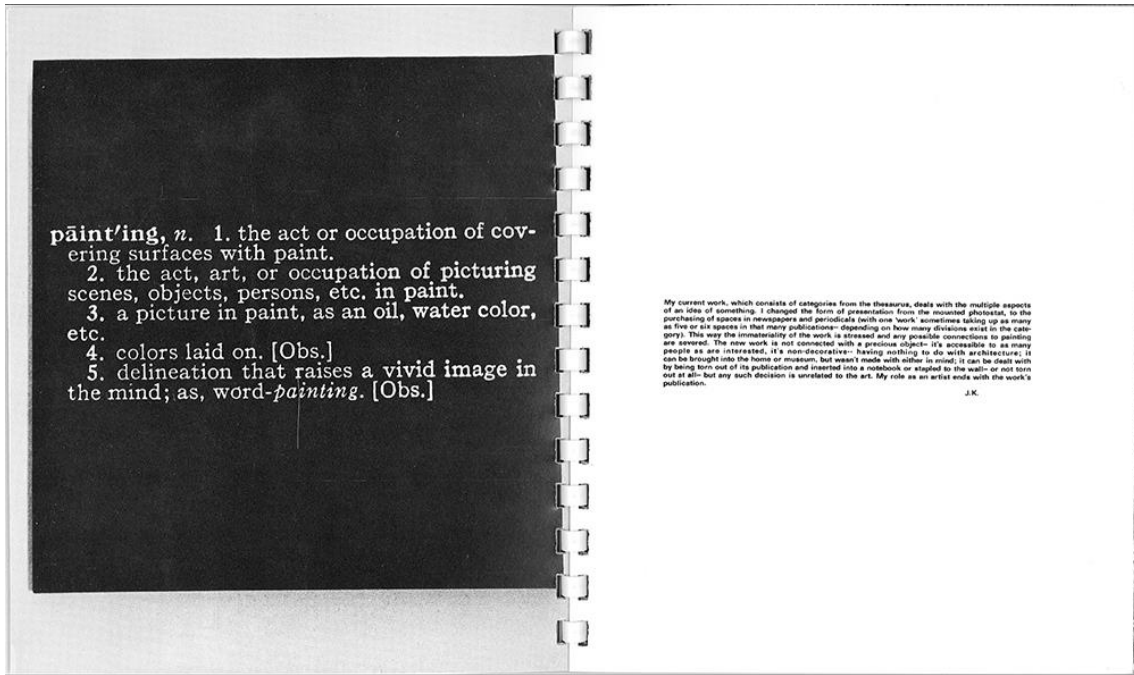 pāint′ing, n. 1. the act or occupation of cov-
ering surfaces with paint.
2. the act, art, or occupation of picturing
scenes, objects, persons, etc. in paint.
3. a picture in paint, as an oil, water color,
etc.
4. colors laid on. [Obs.]
5. delineation that raises a vivid image in
the mind; as, word-painting. [Obs.]
My current work, which consists of categories from the thesaurus, deals with the multiple aspects
of an idea of something. I changed the form of presentation from the mounted photostat, to the
purchasing of spaces in newspapers and periodicals (with one 'work' sometimes taking up as many
as five or six spaces in that many publications– depending on how many divisions exist in the cate-
gory). This way the immateriality of the work is stressed and any possible connections to painting
are severed. The new work is not connected with a precious object– it's accessible to as many
people as are interested, it's non-decorative– having nothing to do with architecture; it
can be brought into the home or museum, but wasn't made with either in mind; it can be dealt with
by being torn out of its publication and inserted into a notebook or stapled to the wall– or not torn
out at all– but any such decision is unrelated to the art. My role as an artist ends with the work's
publication.
J.K.